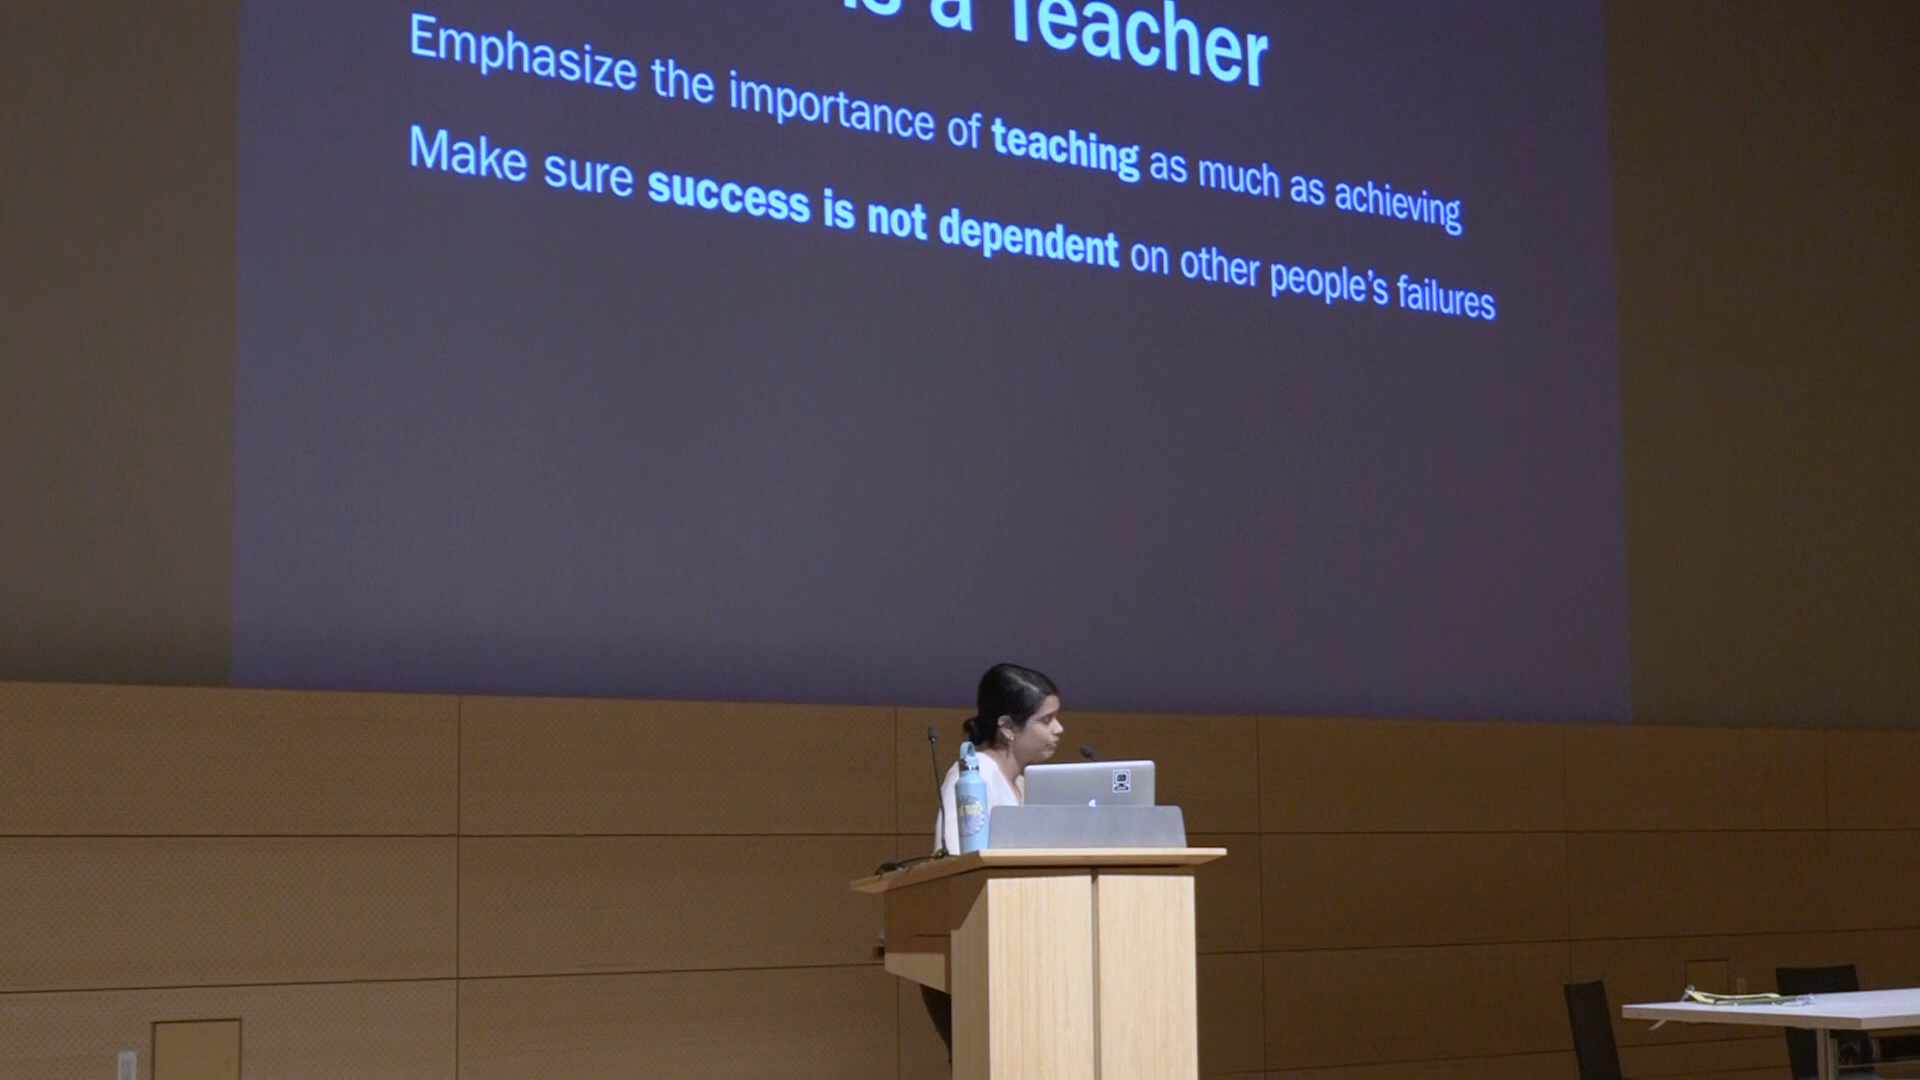 is a Teacher
Emphasize the importance of teaching as much as achieving
Make sure success is not dependent on other people’s failures